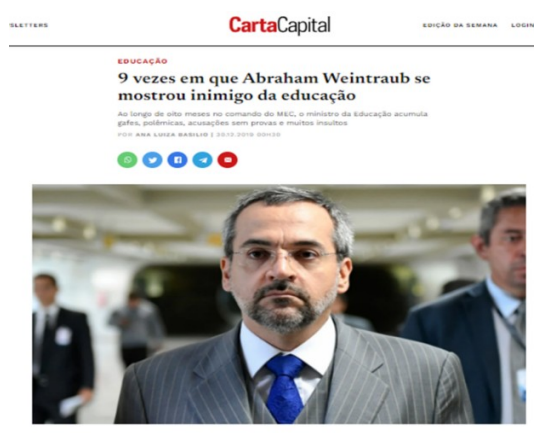 SLETTERS
CartaCapital
EDIÇÃO DA SEMANA
LOGIN
EDUCAÇÃO
9 vezes em que Abraham Weintraub se
mostrou inimigo da educação
Ao longo de oito meses no comando do MEC, o ministro da Educação acumula
gafes, polêmicas, acusações sem provas e muitos insultos
POR ANA LUIZA BASILIO |